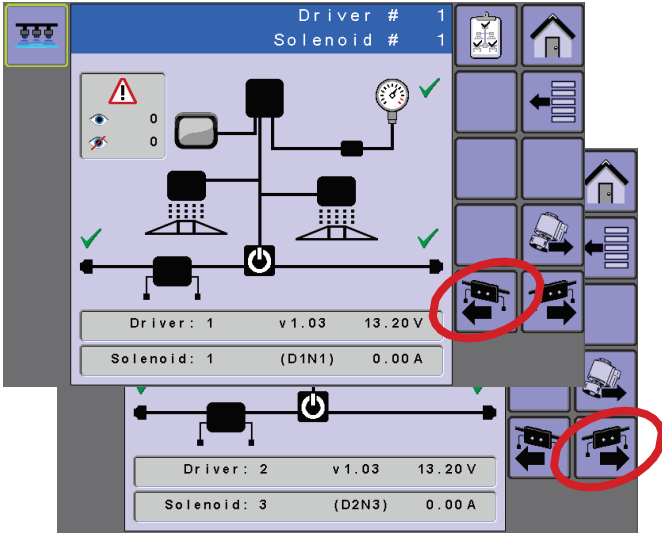 Driver # 1
Solenoid # 1
0
0
Driver: 1 v1.03 13.20 V
Solenoid: 1 (D1N1) 0.00 A
Driver: 2 v1.03 13.20 V
Solenoid: 3 (D2N3) 0.00 A